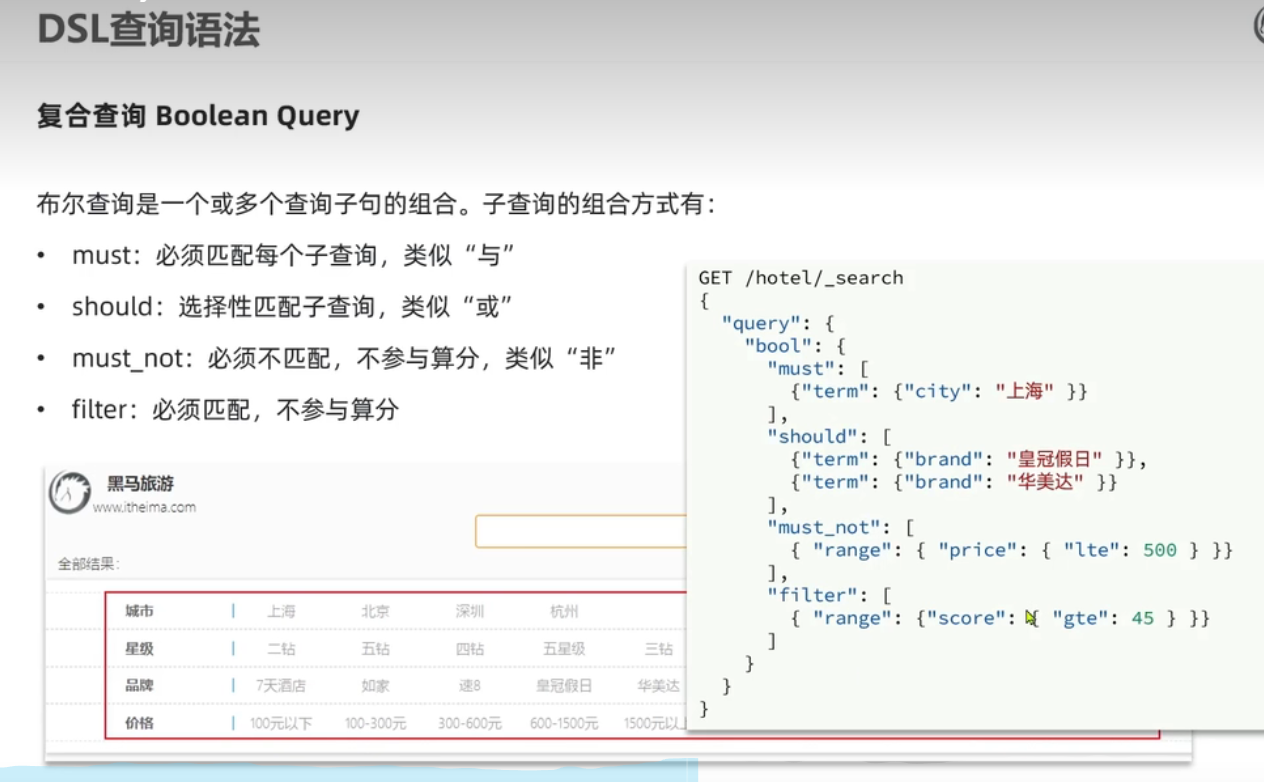 DSL查询语法
复合查询 Boolean Query
布尔查询是一个或多个查询子句的组合。子查询的组合方式有：
• must：必须匹配每个子查询，类似“与”
• should：选择性匹配子查询，类似“或”
• must_not：必须不匹配，不参与算分，类似“非”
• filter：必须匹配，不参与算分
GET /hotel/_search
{
  "query": {
    "bool": {
      "must": [
        {"term": {"city": "上海" }}
      ],
      "should": [
        {"term": {"brand": "皇冠假日" }},
        {"term": {"brand": "华美达" }}
      ],
      "must_not": [
        { "range": { "price": { "lte": 500 } }}
      ],
      "filter": [
        { "range": {"score": { "gte": 45 } }}
      ]
    }
  }
}
黑马旅游
www.itheima.com
全部结果：
城市 | 上海 北京 深圳 杭州
星级 | 二钻 五钻 四钻 五星级 三钻
品牌 | 7天酒店 如家 速8 皇冠假日 华美达
价格 | 100元以下 100-300元 300-600元 600-1500元 1500元以